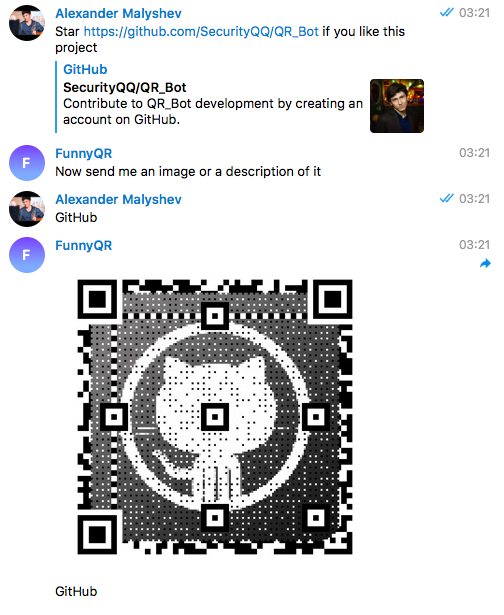 Alexander Malyshev 03:21
Star https://github.com/SecurityQQ/QR_Bot if you like this
project
GitHub
SecurityQQ/QR_Bot
Contribute to QR_Bot development by creating an
account on GitHub.
F
FunnyQR 03:21
Now send me an image or a description of it
Alexander Malyshev 03:21
GitHub
F
FunnyQR 03:21
GitHub